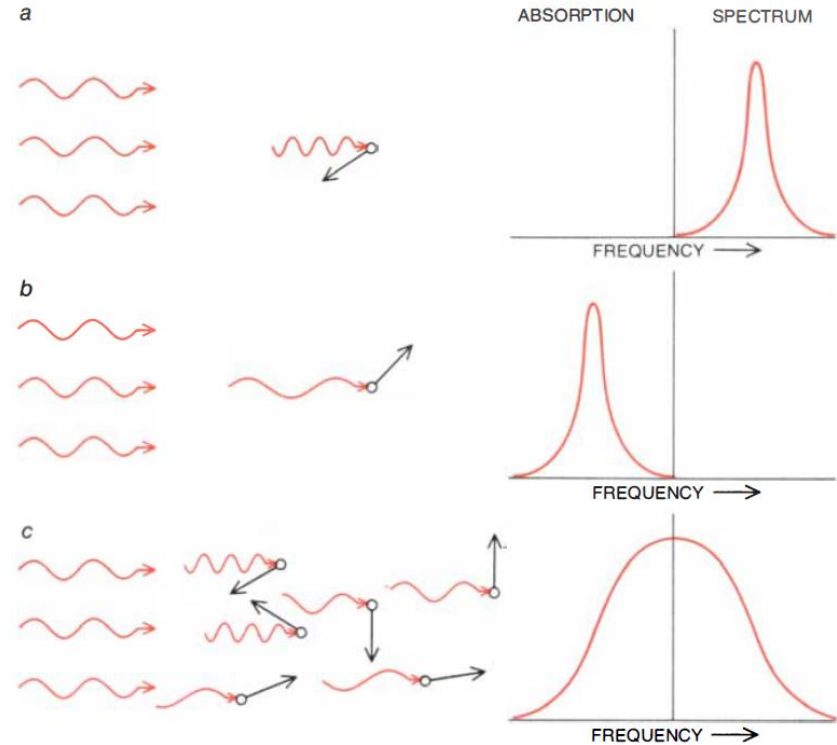 a
ABSORPTION SPECTRUM
FREQUENCY
b
FREQUENCY
c
FREQUENCY